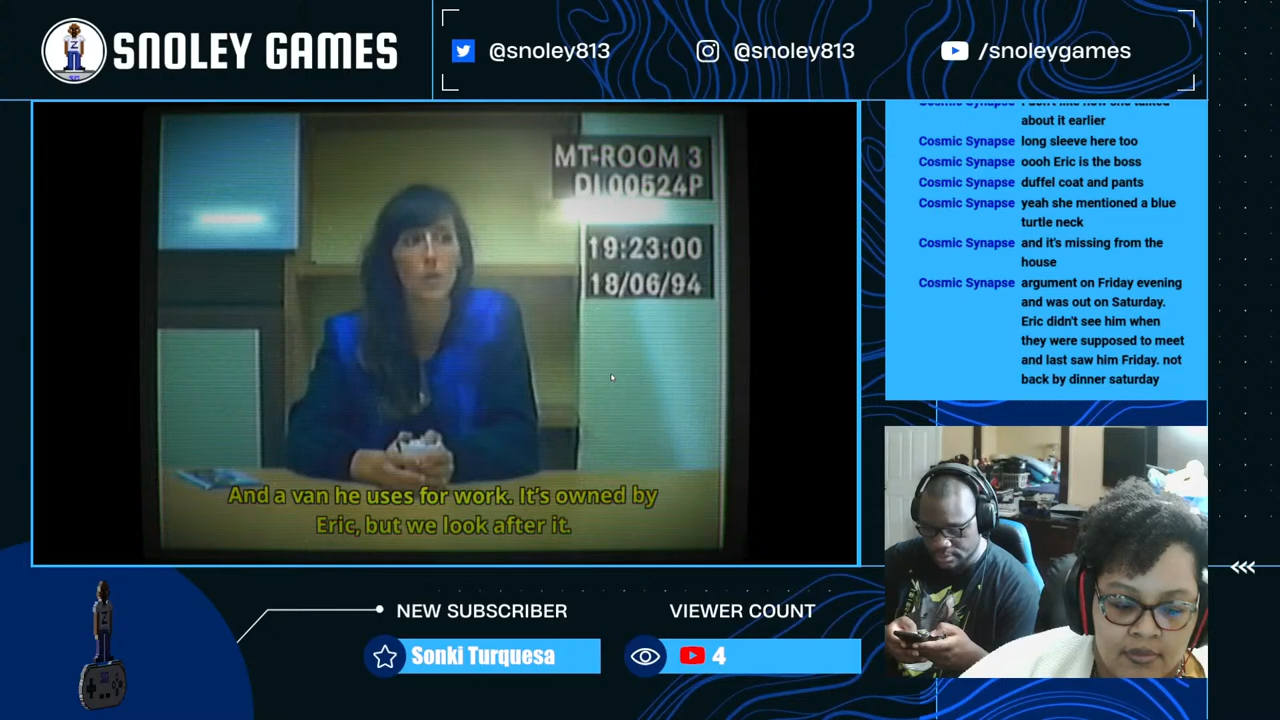 SNOLEY GAMES
@snoley813
@snoley813
/snoleygames
MT-ROOM 3
DI.00524P
19:23:00
18/06/94
And a van he uses for work. It's owned by
Eric, but we look after it.
about it earlier
Cosmic Synapse long sleeve here too
Cosmic Synapse oooh Eric is the boss
Cosmic Synapse duffel coat and pants
Cosmic Synapse yeah she mentioned a blue
turtle neck
Cosmic Synapse and it's missing from the
house
Cosmic Synapse argument on Friday evening
and was out on Saturday.
Eric didn't see him when
they were supposed to meet
and last saw him Friday. not
back by dinner saturday
NEW SUBSCRIBER
Sonki Turquesa
VIEWER COUNT
4